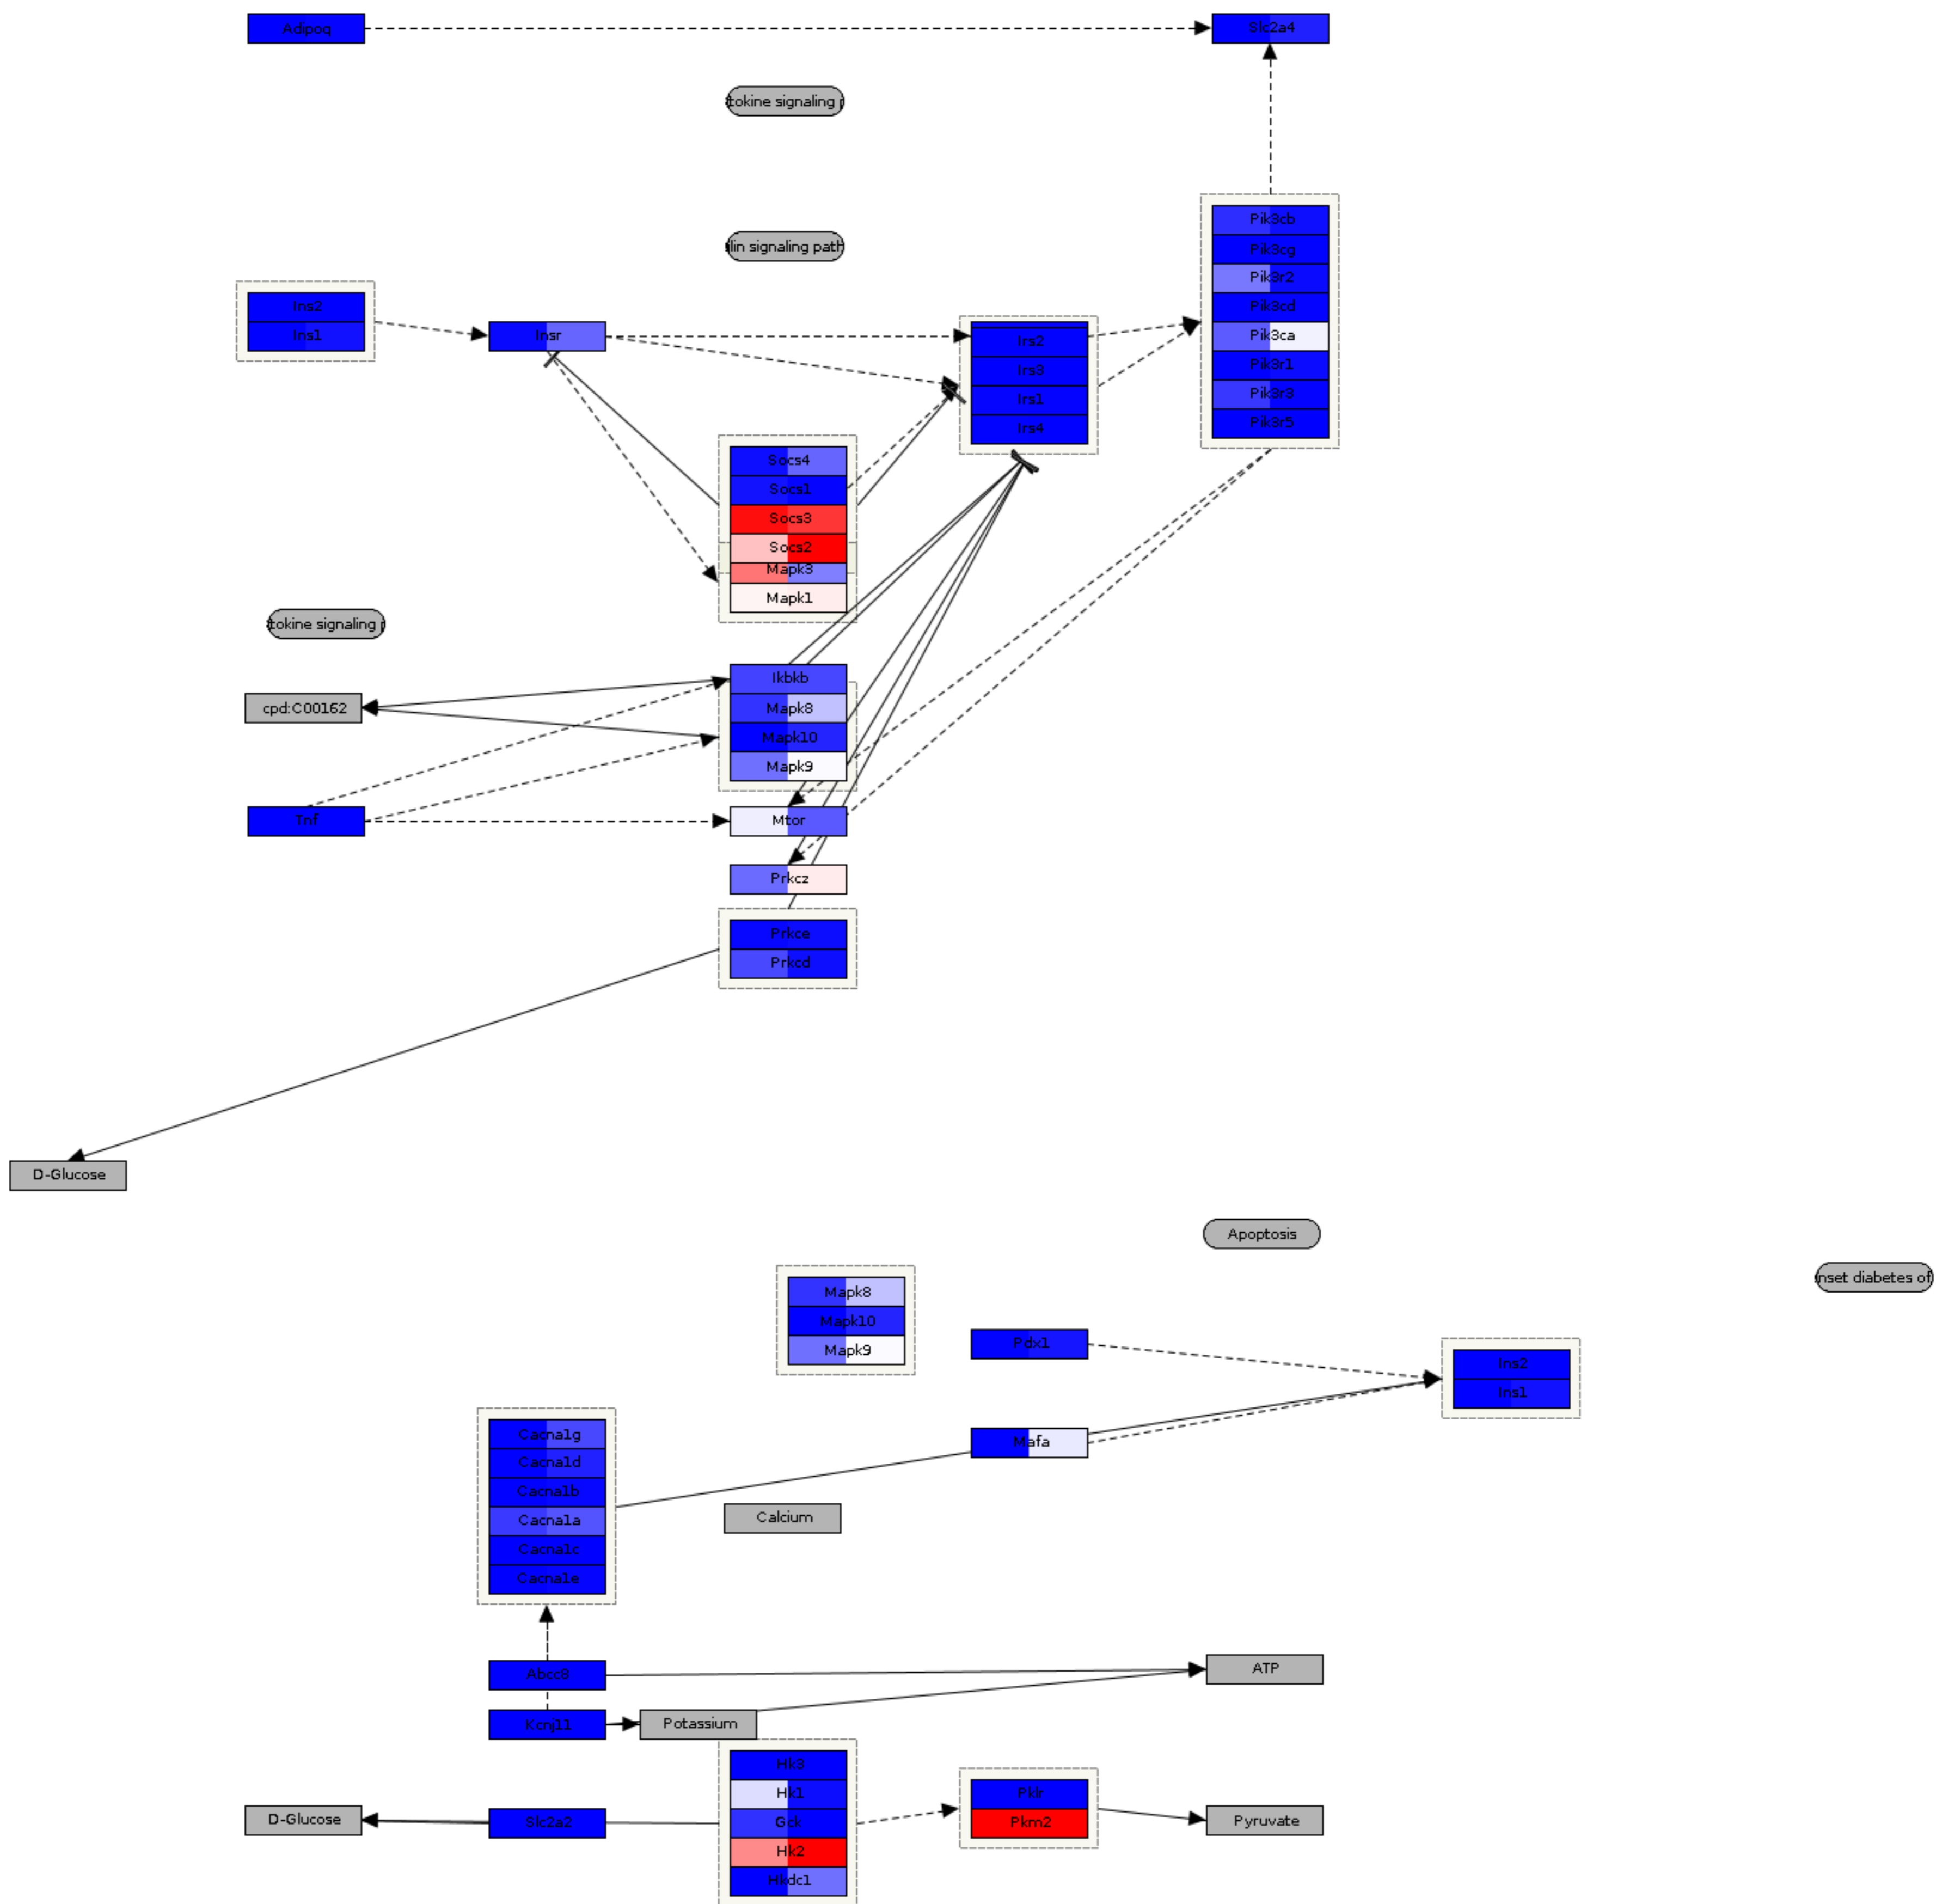 Adipoq
Slc2a4
tokine signaling p
lin signaling path
Pik3cb
Pik3cg
Pik3r2
Pik3cd
Pik3ca
Pik3r1
Pik3r3
Pik3r5
Ins2
Ins1
Insr
Irs2
Irs3
Irs1
Irs4
Socs4
Socs1
Socs3
Socs2
Mapk3
Mapk1
tokine signaling p
Ikbkb
cpd:C00162
Mapk8
Mapk10
Mapk9
Tnf
Mtor
Prkcz
Prkce
Prkcd
D-Glucose
Apoptosis
nset diabetes of
Mapk8
Mapk10
Mapk9
Pdx1
Ins2
Ins1
Mafa
Cacna1g
Cacna1d
Cacna1b
Cacna1a
Cacna1c
Cacna1e
Calcium
Abcc8
ATP
Kcnj11
Potassium
Hk3
Hk1
Gck
Hk2
Hkdc1
Pklr
Pkm2
D-Glucose
Slc2a2
Pyruvate